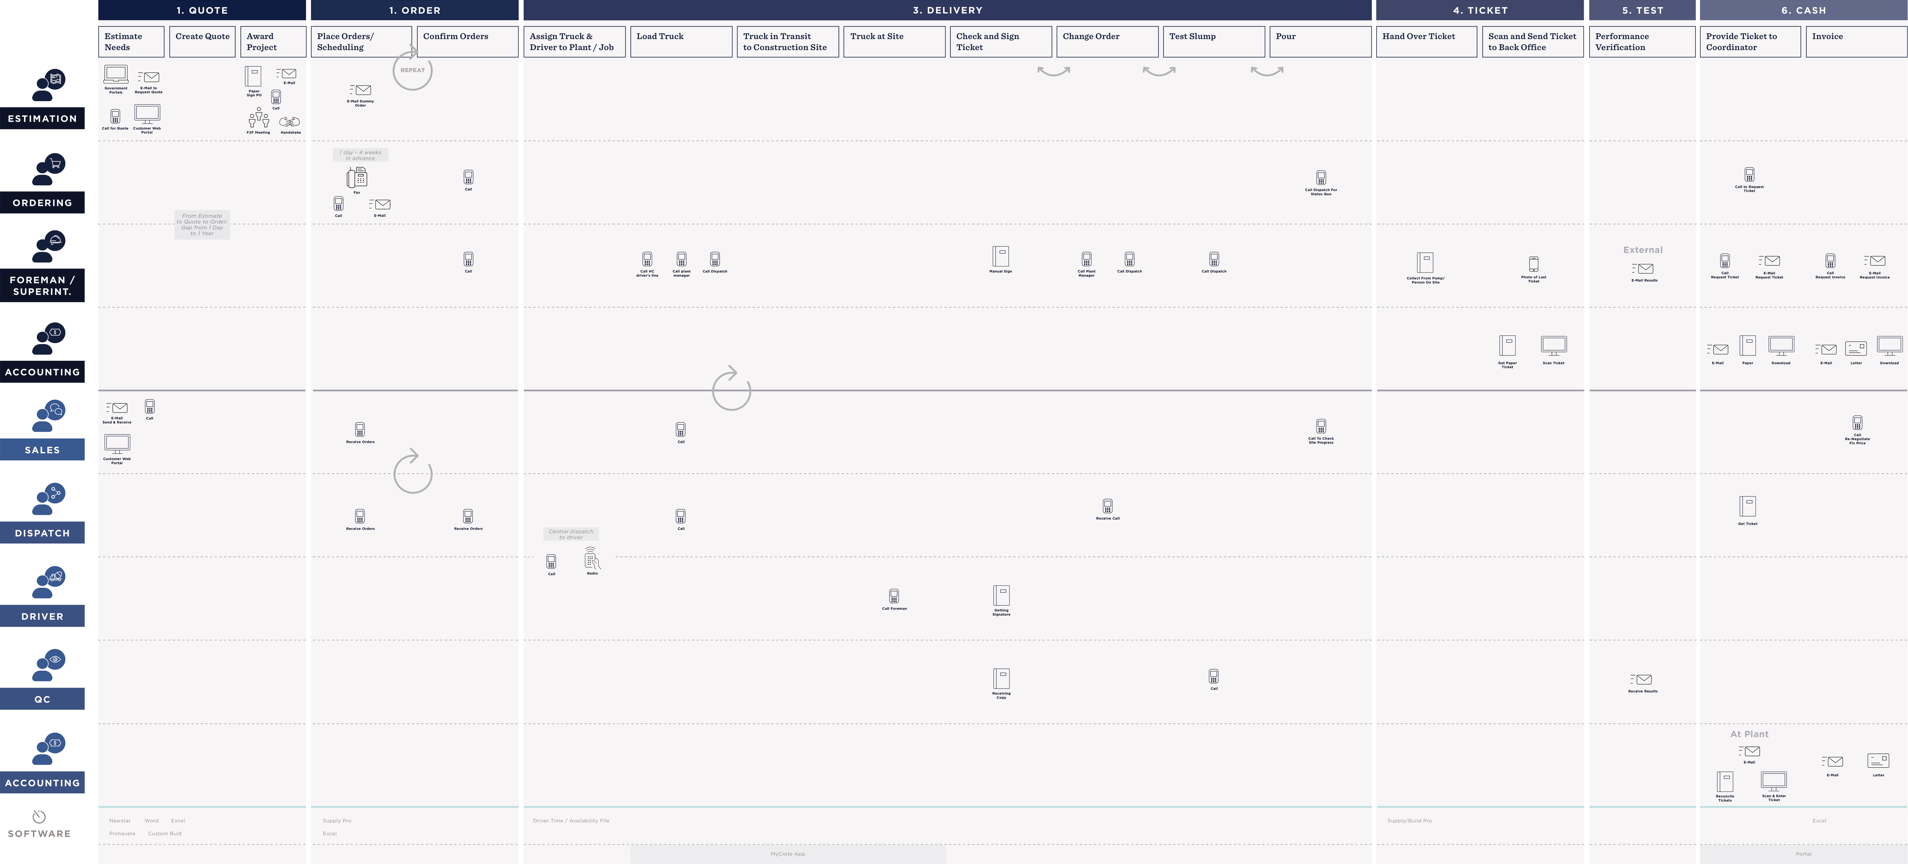 1. QUOTE
1. ORDER
3. DELIVERY
4. TICKET
5. TEST
6. CASH
Estimate
Needs
Create Quote
Award
Project
Place Orders/
Scheduling
Confirm Orders
Assign Truck &
Driver to Plant / Job
Load Truck
Truck in Transit
to Construction Site
Truck at Site
Check and Sign
Ticket
Change Order
Test Slump
Pour
Hand Over Ticket
Scan and Send Ticket
to Back Office
Performance
Verification
Provide Ticket to
Coordinator
Invoice
REPEAT
ESTIMATION
Government
Portals
E-Mail to
Request Quote
Call for Quote
Customer Web
Portal
Paper
Sign PO
E-Mail
Call
F2F Meeting
Handshake
E-Mail Dummy
Order
ORDERING
From Estimate
to Quote to Order:
Gap from 1 Day
to 1 Year
1 day – 4 weeks
in advance
Fax
Call
E-Mail
Call
Call Dispatch For
Status Box
Call to Request
Ticket
FOREMAN /
SUPERINT.
Call
Call HC
driver's line
Call plant
manager
Call Dispatch
Manual Sign
Call Plant
Manager
Call Dispatch
Call Dispatch
Collect From Pump/
Person On Site
Photo of Last
Ticket
External
E-Mail Results
Call
Request Ticket
E-Mail
Request Ticket
Call
Request Invoice
E-Mail
Request Invoice
ACCOUNTING
Get Paper
Ticket
Scan Ticket
E-Mail
Paper
Download
E-Mail
Letter
Download
SALES
E-Mail
Send & Receive
Call
Customer Web
Portal
Receive Orders
Call
Call To Check
Site Progress
Call
Re-Negotiate
Fix Price
DISPATCH
Receive Orders
Receive Orders
Call
Receive Call
Get Ticket
Central dispatch
to driver
Call
Radio
DRIVER
Call Foreman
Getting
Signature
QC
Receiving
Copy
Call
Receive Results
ACCOUNTING
At Plant
E-Mail
Reconcile
Tickets
Scan & Enter
Ticket
E-Mail
Letter
SOFTWARE
Newstar
Word
Excel
Primavera
Custom Built
Supply Pro
Excel
Driver Time / Availability File
Supply/Build Pro
Excel
MyCrete App
Portal